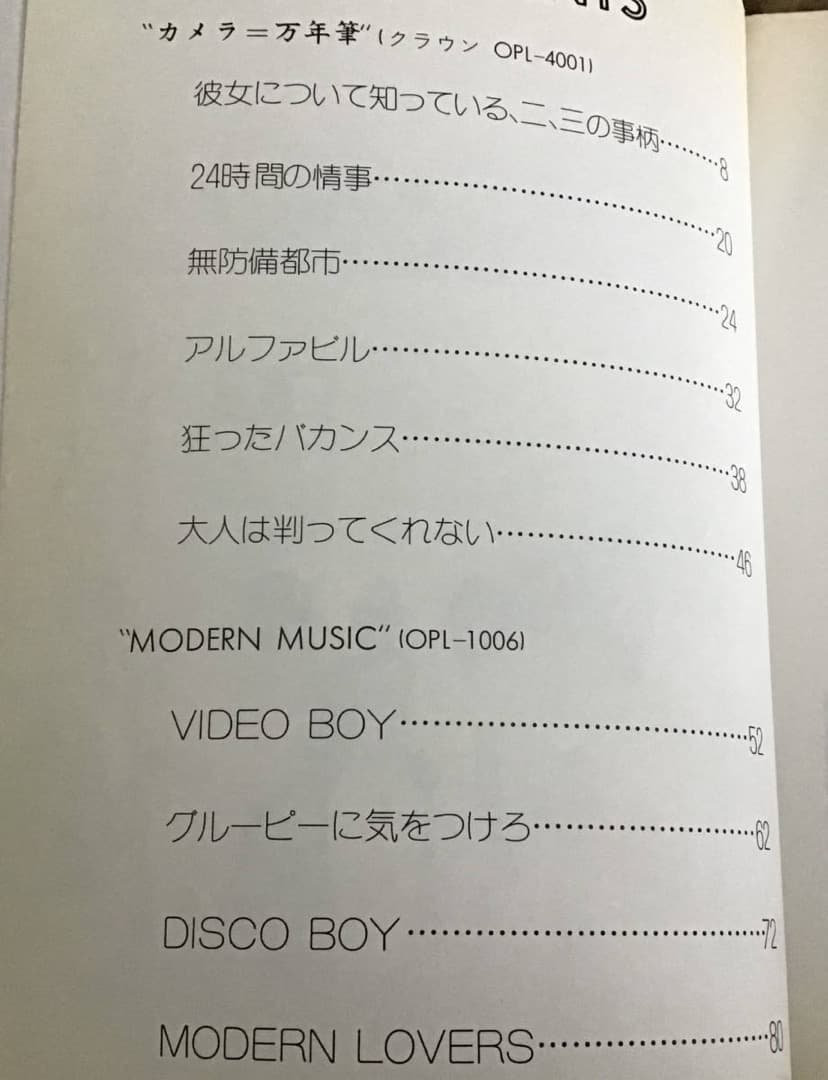 "カメラ＝万年筆"(クラウン OPL-4001)
彼女について知っている、二、三の事柄………8
24時間の情事………20
無防備都市………24
アルファビル………32
狂ったバカンス………38
大人は判ってくれない………46
"MODERN MUSIC"(OPL-1006)
VIDEO BOY………52
グルーピーに気をつけろ………62
DISCO BOY………72
MODERN LOVERS………80